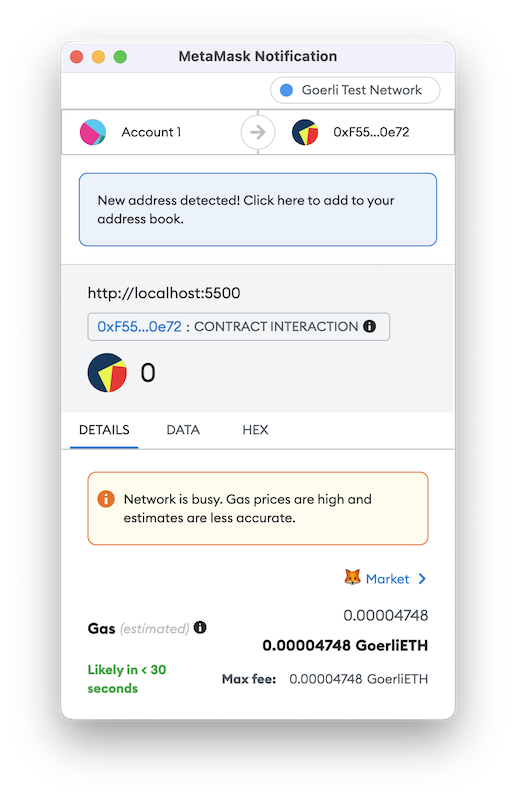 MetaMask Notification
Goerli Test Network
Account 1
0xF55...0e72
New address detected! Click here to add to your
address book.
http://localhost:5500
0xF55...0e72 : CONTRACT INTERACTION
0
DETAILS DATA HEX
Network is busy. Gas prices are high and
estimates are less accurate.
Market
0.00004748
Gas (estimated)
0.00004748 GoerliETH
Likely in < 30
seconds
Max fee: 0.00004748 GoerliETH